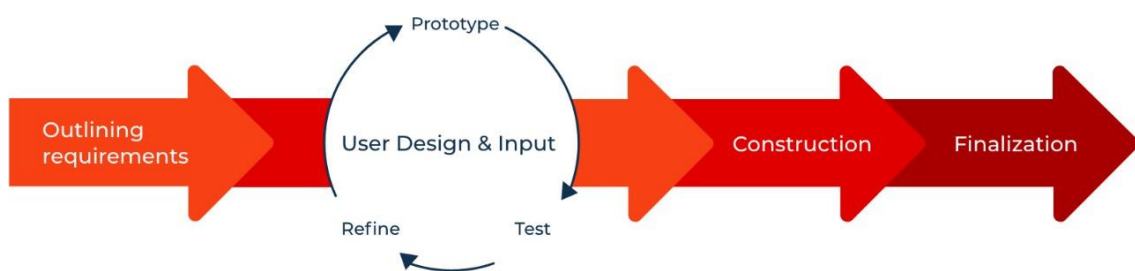 Prototype
Outlining
requirements
User Design & Input
Construction
Finalization
Refine
Test